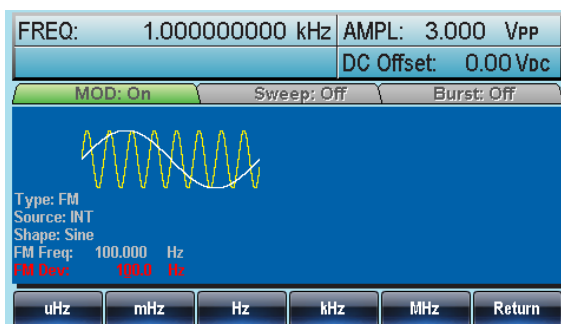 FREQ: 1.000000000 kHz AMPL: 3.000 VPP
DC Offset: 0.00 VDC
MOD: On Sweep: Off Burst: Off
Type: FM
Source: INT
Shape: Sine
FM Freq: 100.000 Hz
FM Dev: 100.0 Hz
uHz mHz Hz kHz MHz Return